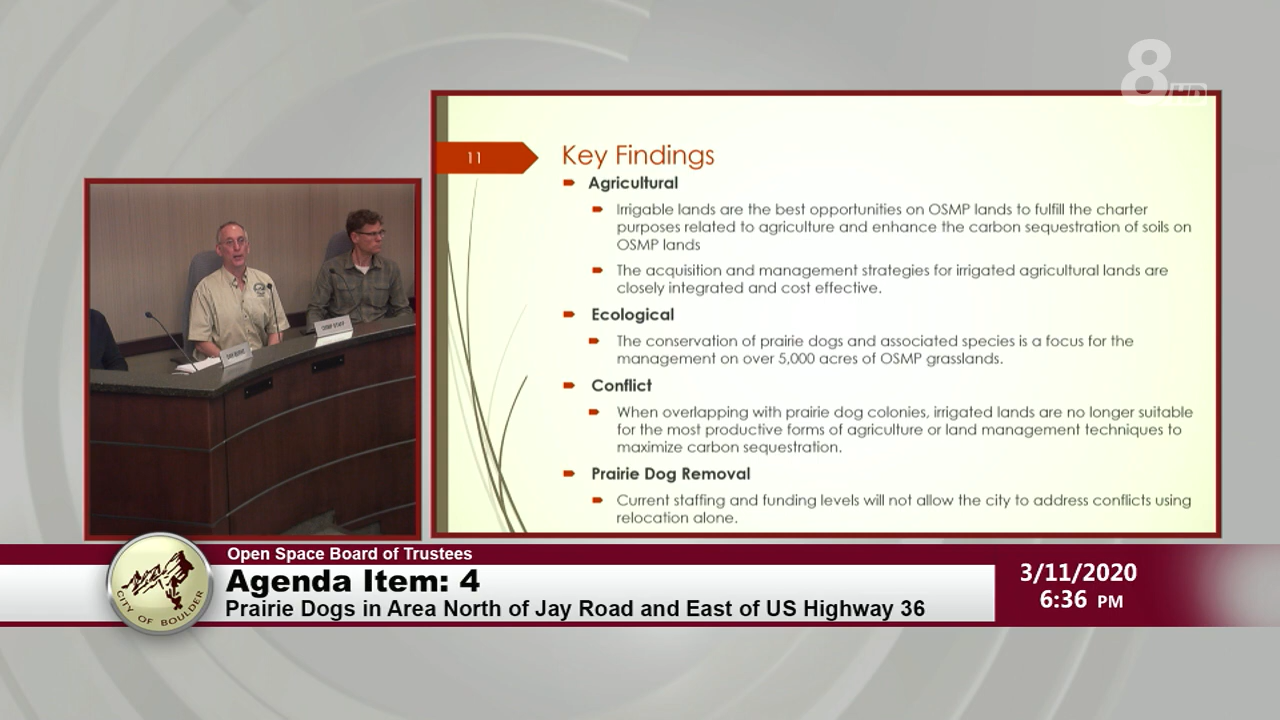 8
HD
11
Key Findings
Agricultural
Irrigable lands are the best opportunities on OSMP lands to fulfill the charter
purposes related to agriculture and enhance the carbon sequestration of soils on
OSMP lands
The acquisition and management strategies for irrigated agricultural lands are
closely integrated and cost effective.
Ecological
The conservation of prairie dogs and associated species is a focus for the
management on over 5,000 acres of OSMP grasslands.
Conflict
When overlapping with prairie dog colonies, irrigated lands are no longer suitable
for the most productive forms of agriculture or land management techniques to
maximize carbon sequestration.
Prairie Dog Removal
Current staffing and funding levels will not allow the city to address conflicts using
relocation alone.
OSMP STAFF
Open Space Board of Trustees
Agenda Item: 4
Prairie Dogs in Area North of Jay Road and East of US Highway 36
3/11/2020
6:36 PM
CITY OF BOULDER